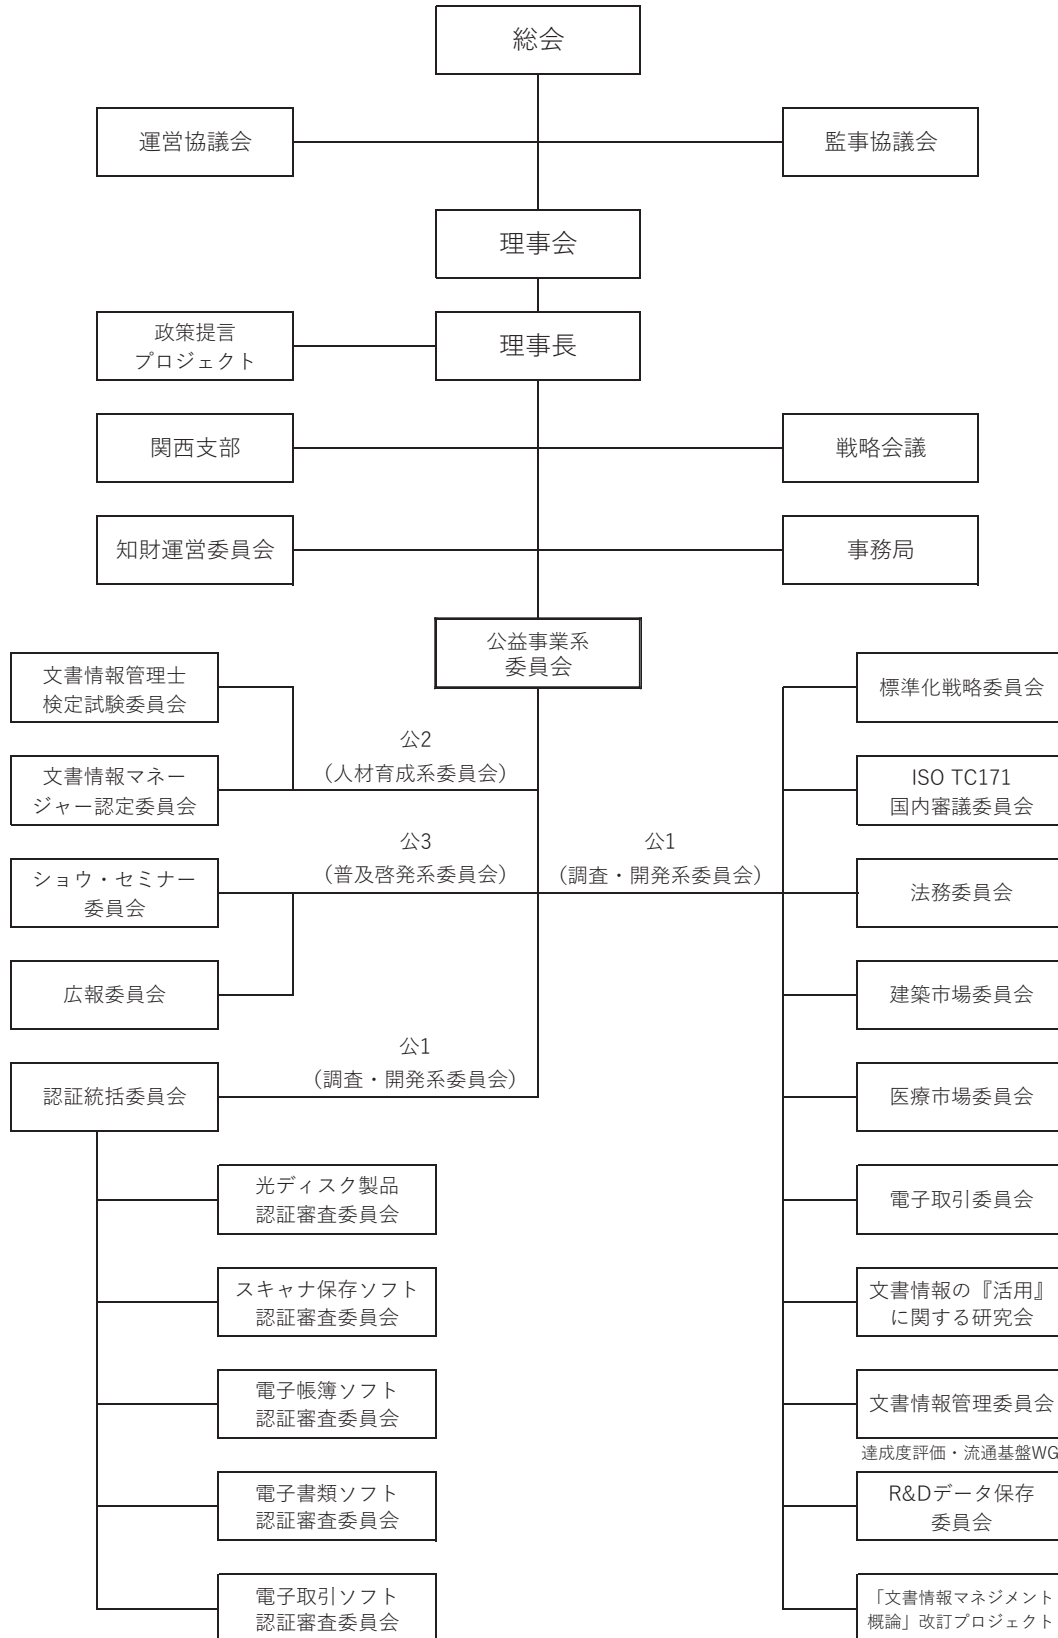 総会
運営協議会
監事協議会
理事会
政策提言
プロジェクト
理事長
関西支部
戦略会議
知財運営委員会
事務局
公益事業系
委員会
文書情報管理士
検定試験委員会
公2
（人材育成系委員会）
文書情報マネー
ジャー認定委員会
公3
（普及啓発系委員会）
ショウ・セミナー
委員会
広報委員会
公1
（調査・開発系委員会）
認証統括委員会
光ディスク製品
認証審査委員会
スキャナ保存ソフト
認証審査委員会
電子帳簿ソフト
認証審査委員会
電子書類ソフト
認証審査委員会
電子取引ソフト
認証審査委員会
公1
（調査・開発系委員会）
標準化戦略委員会
ISO TC171
国内審議委員会
法務委員会
建築市場委員会
医療市場委員会
電子取引委員会
文書情報の『活用』
に関する研究会
文書情報管理委員会
達成度評価・流通基盤WG
R&Dデータ保存
委員会
「文書情報マネジメント
概論」改訂プロジェクト